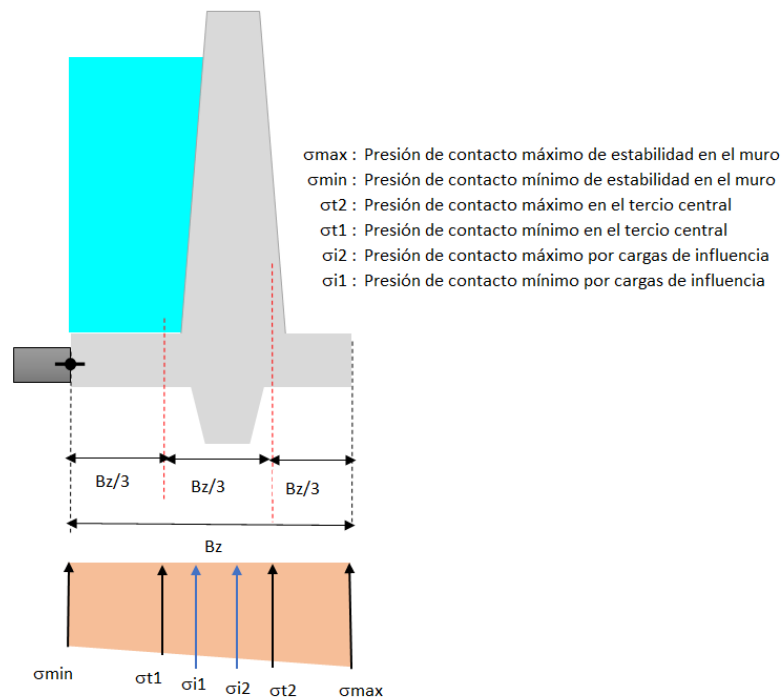 σmax : Presión de contacto máximo de estabilidad en el muro
σmin : Presión de contacto mínimo de estabilidad en el muro
σt2 : Presión de contacto máximo en el tercio central
σt1 : Presión de contacto mínimo en el tercio central
σi2 : Presión de contacto máximo por cargas de influencia
σi1 : Presión de contacto mínimo por cargas de influencia
Bz/3
Bz/3
Bz/3
Bz
σmin
σt1
σi1
σi2
σt2
σmax